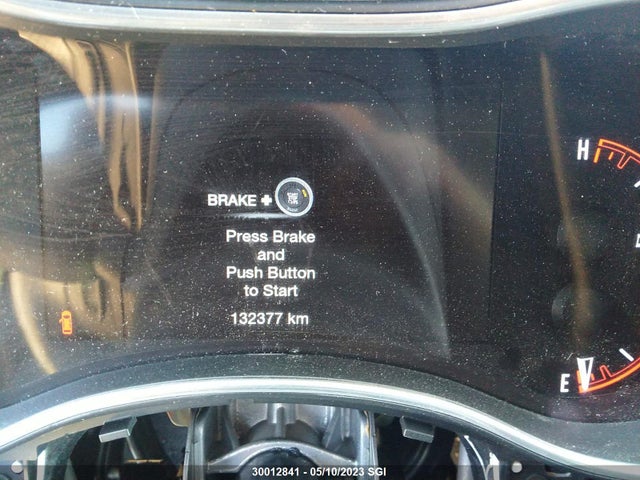 H
BRAKE +
Press Brake
and
Push Button
to Start
132377 km
E
30012841 - 05/10/2023 SGI